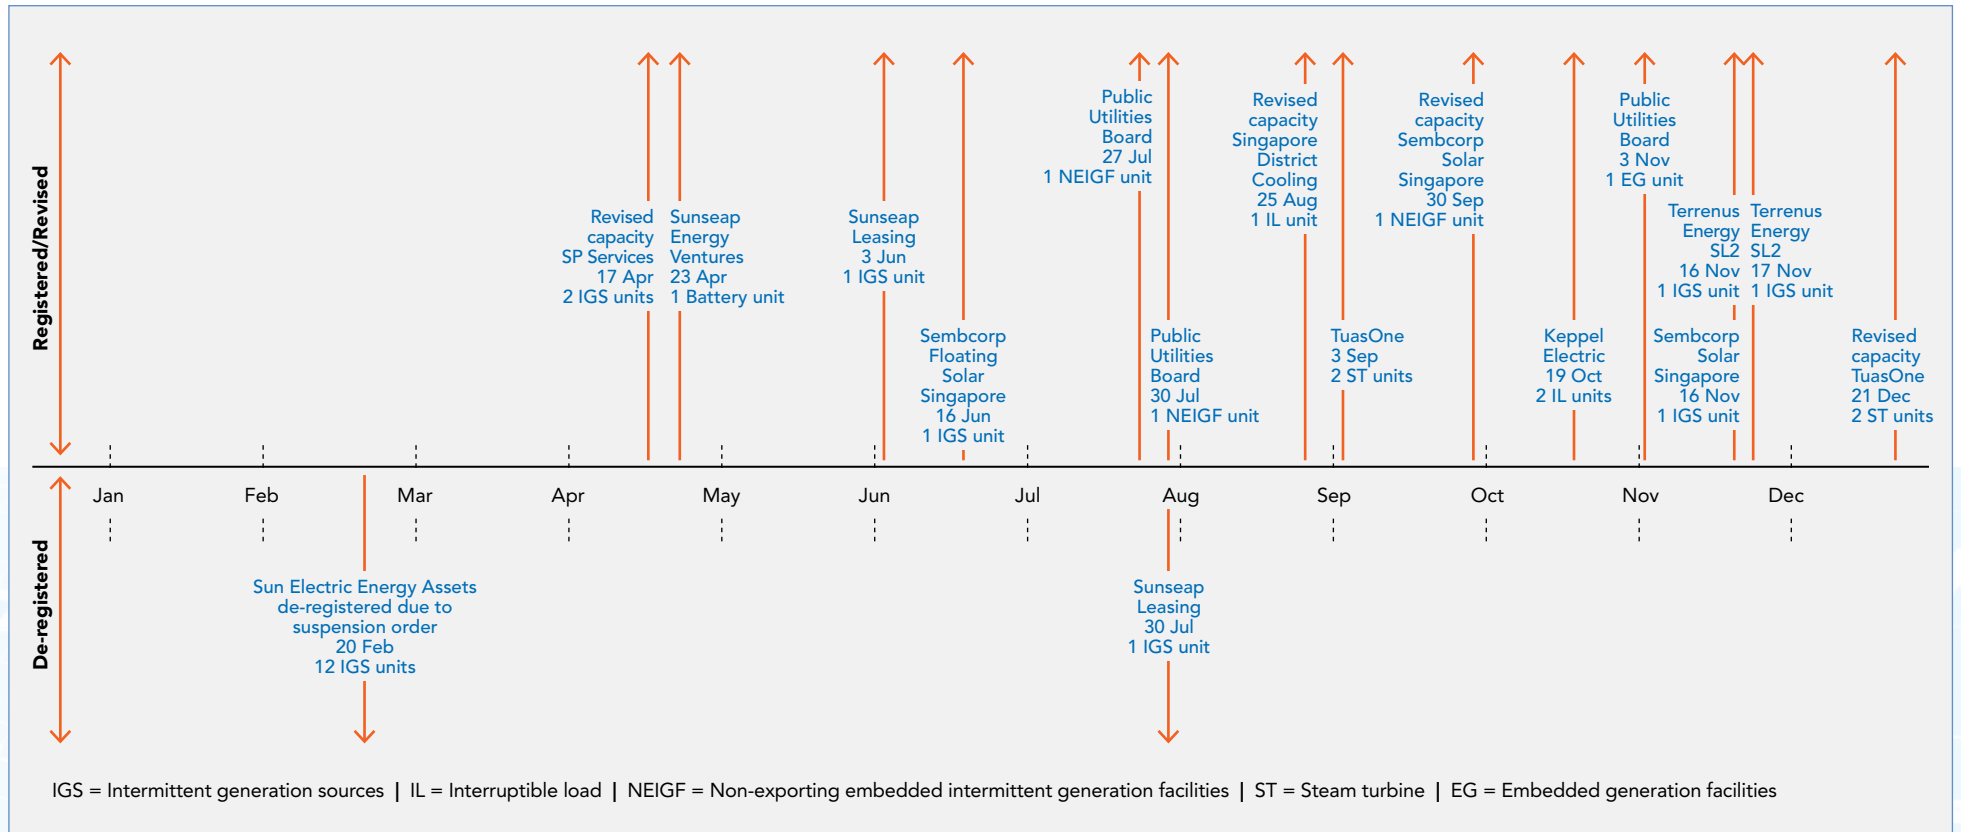 Registered/Revised
Revised
capacity
SP Services
17 Apr
2 IGS units
Sunseap
Energy
Ventures
23 Apr
1 Battery unit
Sunseap
Leasing
3 Jun
1 IGS unit
Sembcorp
Floating
Solar
Singapore
16 Jun
1 IGS unit
Public
Utilities
Board
27 Jul
1 NEIGF unit
Public
Utilities
Board
30 Jul
1 NEIGF unit
Revised
capacity
Singapore
District
Cooling
25 Aug
1 IL unit
TuasOne
3 Sep
2 ST units
Revised
capacity
Sembcorp
Solar
Singapore
30 Sep
1 NEIGF unit
Keppel
Electric
19 Oct
2 IL units
Public
Utilities
Board
3 Nov
1 EG unit
Terrenus
Energy
SL2
16 Nov
1 IGS unit
Sembcorp
Solar
Singapore
16 Nov
1 IGS unit
Terrenus
Energy
SL2
17 Nov
1 IGS unit
Revised
capacity
TuasOne
21 Dec
2 ST units
Jan Feb Mar Apr May Jun Jul Aug Sep Oct Nov Dec
De-registered
Sun Electric Energy Assets
de-registered due to
suspension order
20 Feb
12 IGS units
Sunseap
Leasing
30 Jul
1 IGS unit
IGS = Intermittent generation sources | IL = Interruptible load | NEIGF = Non-exporting embedded intermittent generation facilities | ST = Steam turbine | EG = Embedded generation facilities